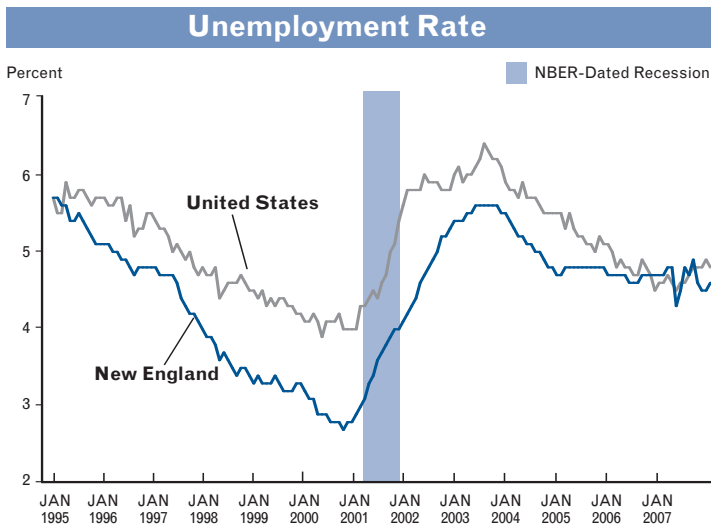 Unemployment Rate
Percent
NBER-Dated Recession
7
6
5
4
3
2
United States
New England
JAN JAN JAN JAN JAN JAN JAN JAN JAN JAN JAN JAN JAN
1995 1996 1997 1998 1999 2000 2001 2002 2003 2004 2005 2006 2007